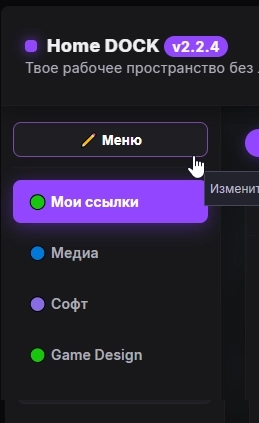 Home DOCK v2.2.4
Твое рабочее пространство без
Меню
Изменит
Мои ссылки
Медиа
Софт
Game Design